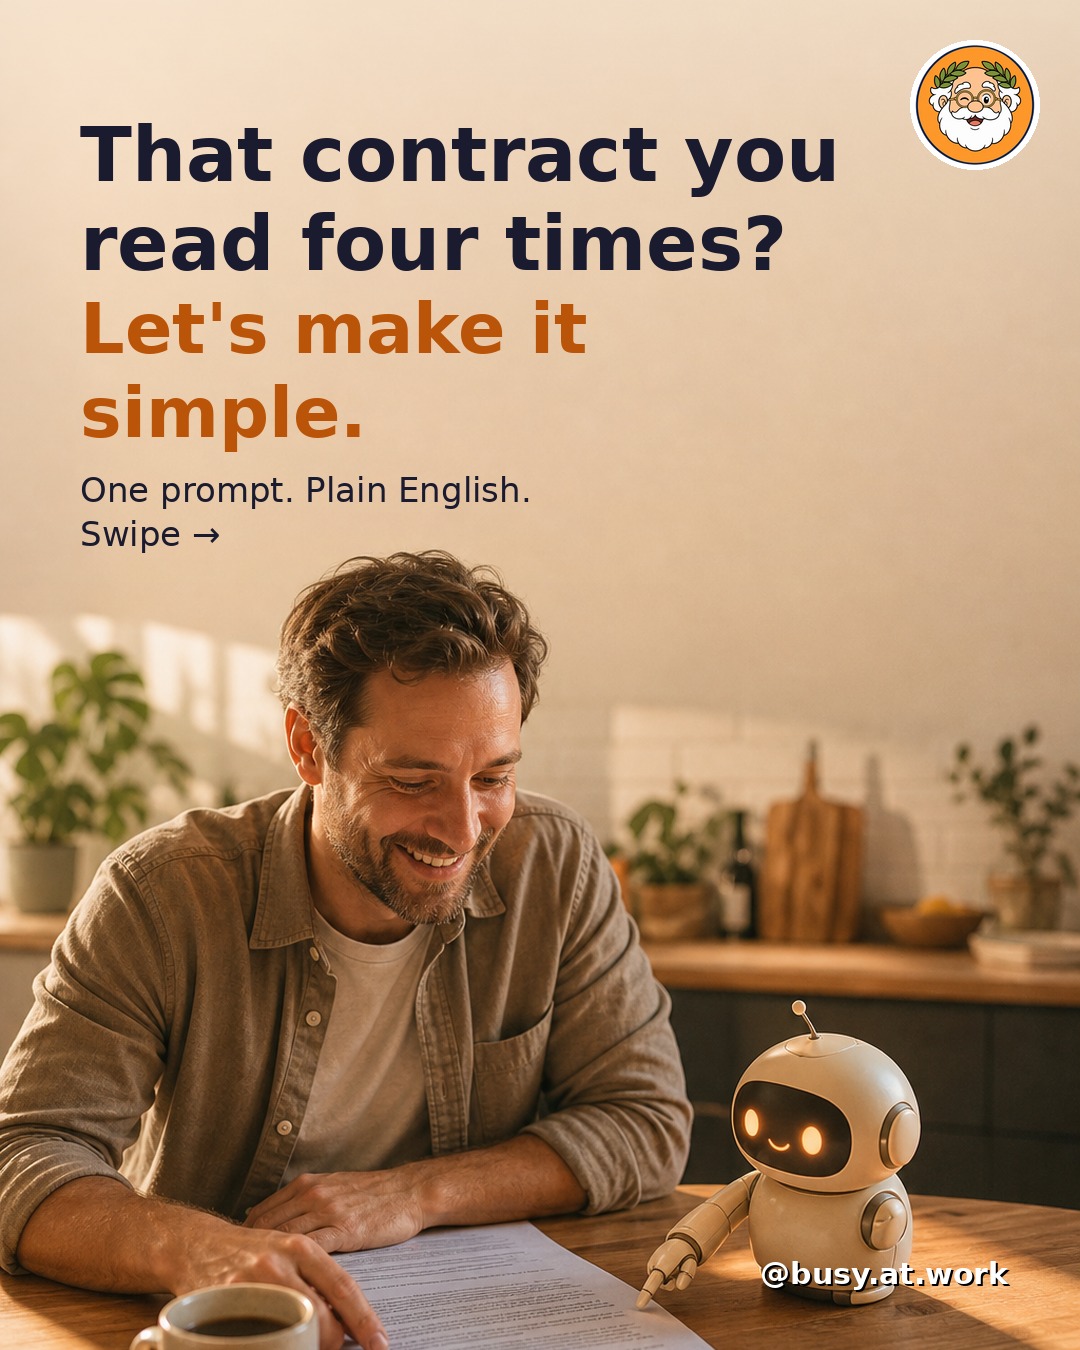 That contract you
read four times?
Let's make it
simple.
One prompt. Plain English.
Swipe →
@busy.at.work